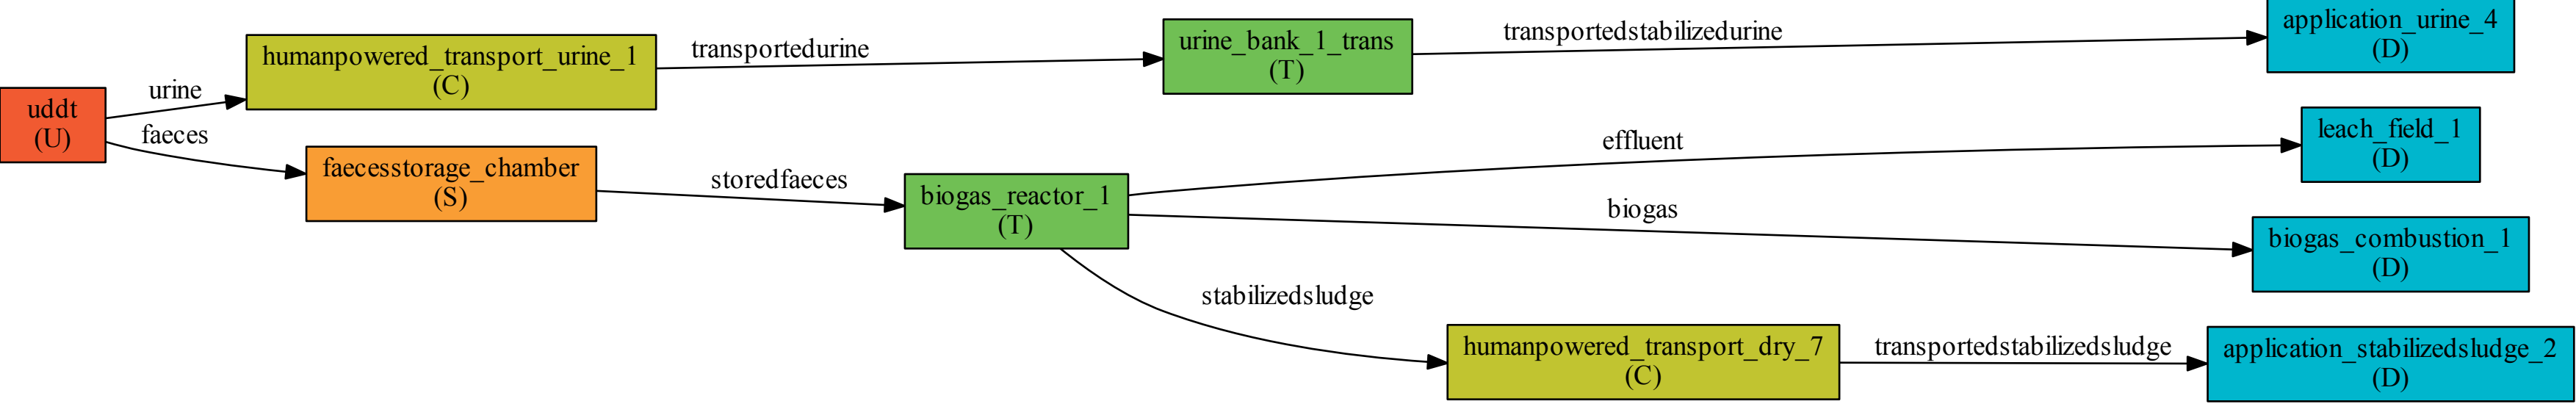 uddt
(U)
urine
faeces
humanpowered_transport_urine_1
(C)
faecesstorage_chamber
(S)
transportedurine
storedfaeces
urine_bank_1_trans
(T)
biogas_reactor_1
(T)
transportedstabilizedurine
effluent
biogas
stabilizedsludge
humanpowered_transport_dry_7
(C)
transportedstabilizedsludge
application_urine_4
(D)
leach_field_1
(D)
biogas_combustion_1
(D)
application_stabilizedsludge_2
(D)